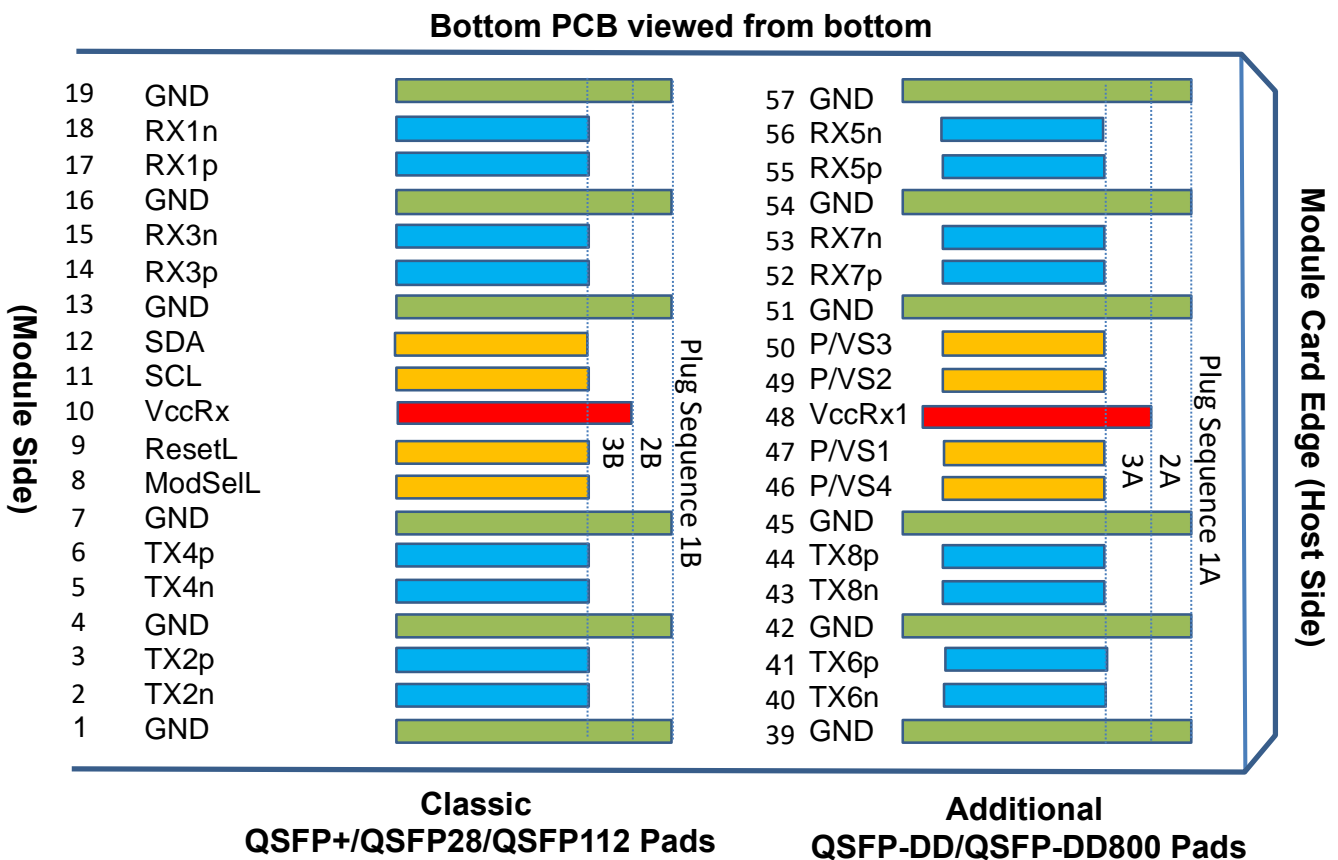 Bottom PCB viewed from bottom
19 GND 57 GND
18 RX1n 56 RX5n
17 RX1p 55 RX5p
16 GND 54 GND
15 RX3n 53 RX7n
14 RX3p 52 RX7p
13 GND 51 GND
12 SDA 50 P/VS3
11 SCL 49 P/VS2
10 VccRx 48 VccRx1
9 ResetL 47 P/VS1
8 ModSelL 46 P/VS4
7 GND 45 GND
6 TX4p 44 TX8p
5 TX4n 43 TX8n
4 GND 42 GND
3 TX2p 41 TX6p
2 TX2n 40 TX6n
1 GND 39 GND
(Module Side)
3B
2B
Plug Sequence 1B
3A
2A
Plug Sequence 1A
Module Card Edge (Host Side)
Classic
QSFP+/QSFP28/QSFP112 Pads
Additional
QSFP-DD/QSFP-DD800 Pads